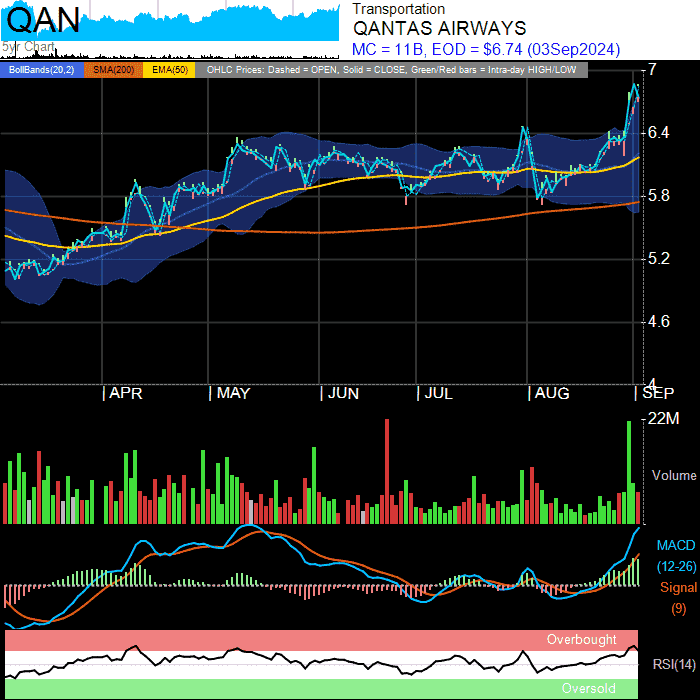 QAN
5yr Chart
Transportation
QANTAS AIRWAYS
MC = 11B, EOD = $6.74 (03Sep2024)
BollBands(20,2) SMA(200) EMA(50) OHLC Prices: Dashed = OPEN, Solid = CLOSE, Green/Red bars = Intra-day HIGH/LOW
7
6.4
5.8
5.2
4.6
4
| APR | MAY | JUN | JUL | AUG | SEP
22M
Volume
MACD
(12-26)
Signal
(9)
Overbought
RSI(14)
Oversold